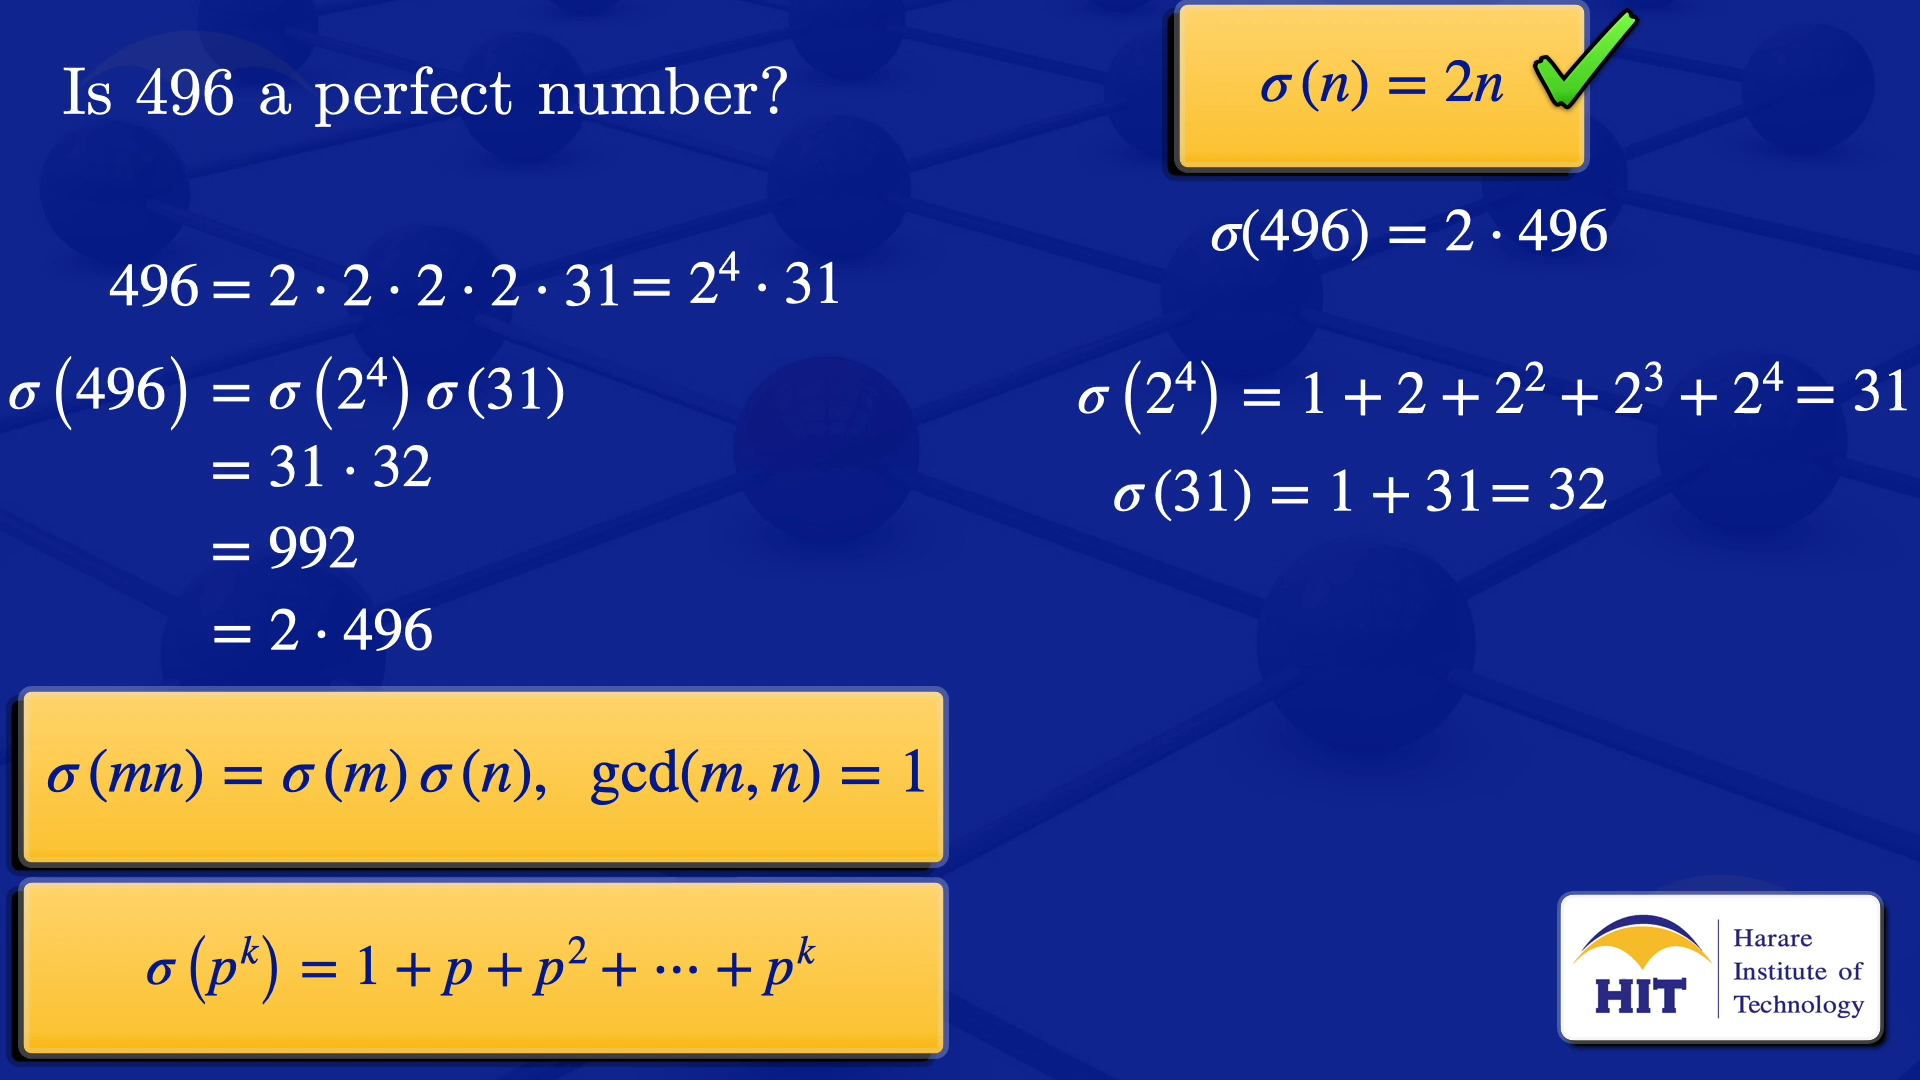 Is 496 a perfect number?
σ(n) = 2n
σ(496) = 2 · 496
496 = 2 · 2 · 2 · 2 · 31 = 2⁴ · 31
σ(496) = σ(2⁴) σ(31)
= 31 · 32
= 992
= 2 · 496
σ(2⁴) = 1 + 2 + 2² + 2³ + 2⁴ = 31
σ(31) = 1 + 31 = 32
σ(mn) = σ(m) σ(n), gcd(m, n) = 1
σ(pᵏ) = 1 + p + p² + ⋯ + pᵏ
HIT
Harare
Institute of
Technology